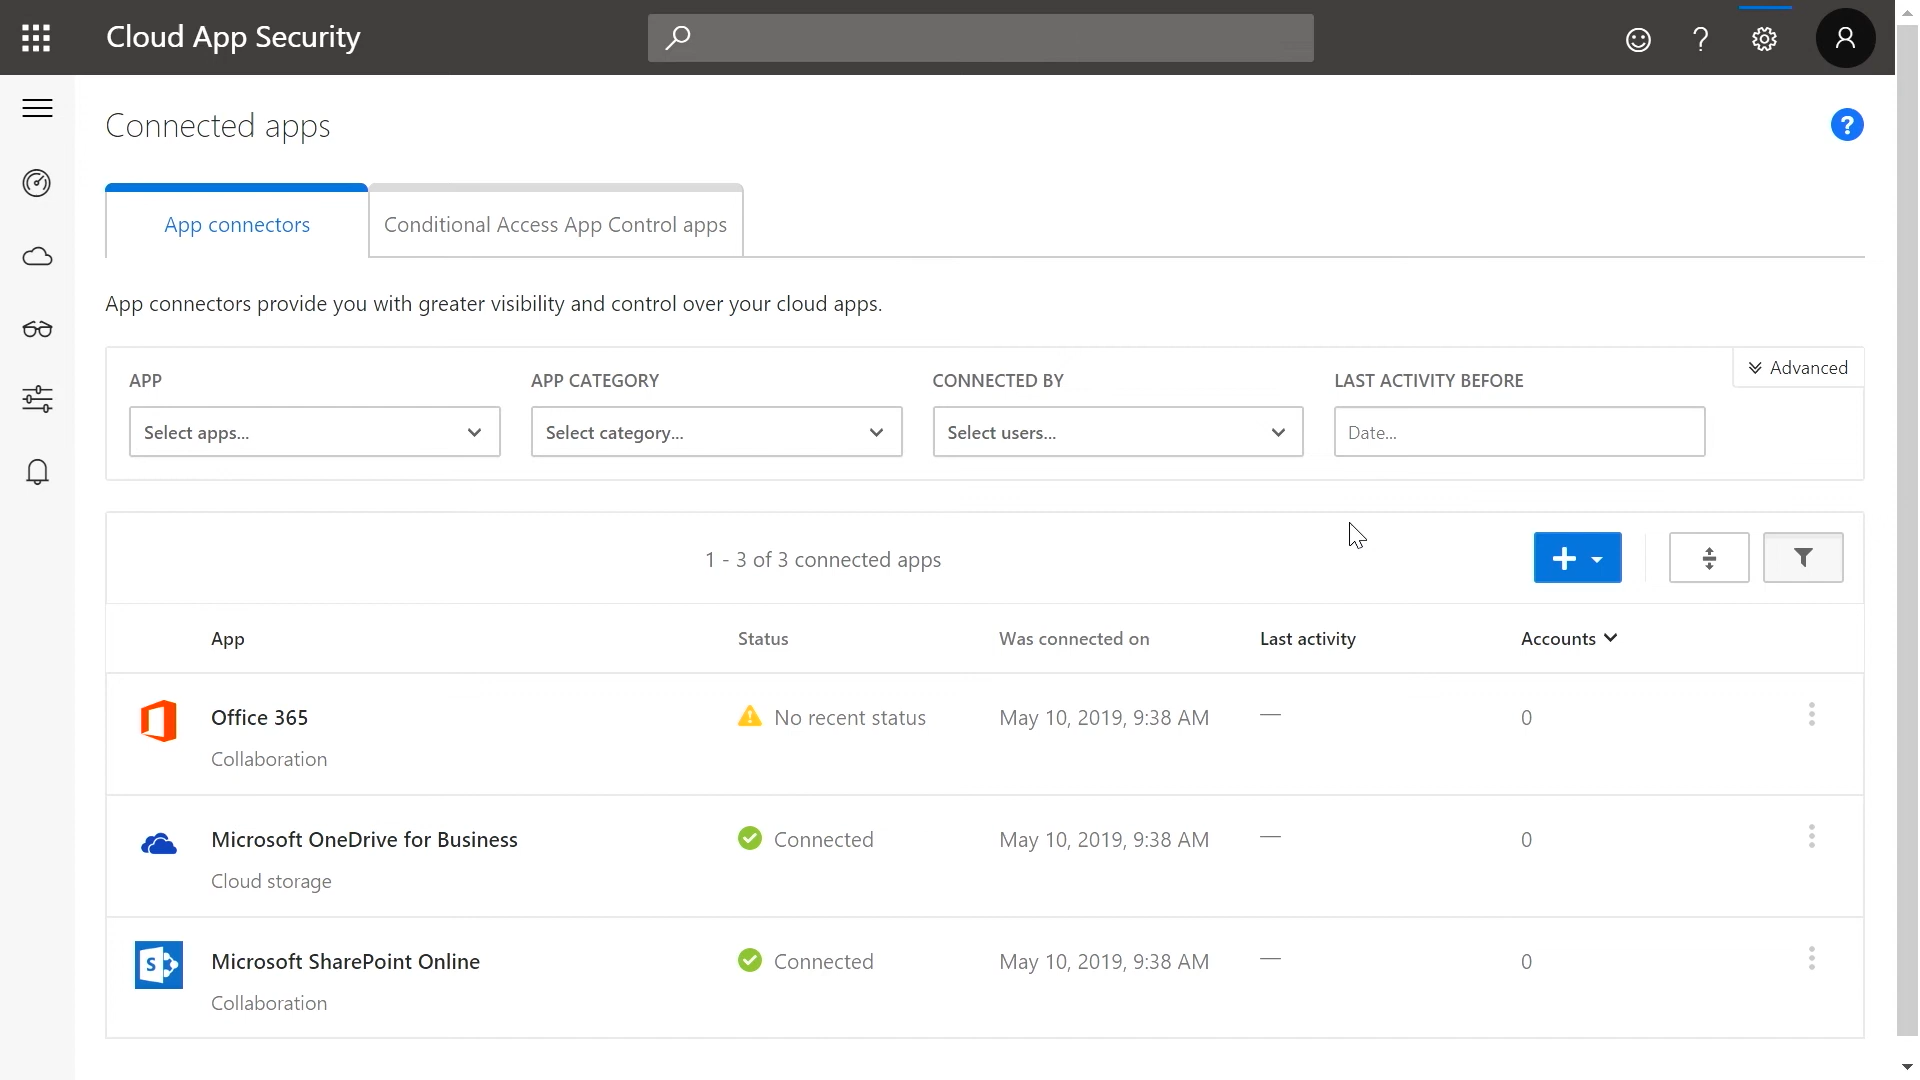 Cloud App Security
?
Connected apps
?
App connectors
Conditional Access App Control apps
App connectors provide you with greater visibility and control over your cloud apps.
Advanced
APP
APP CATEGORY
CONNECTED BY
LAST ACTIVITY BEFORE
Select apps...
Select category...
Select users...
Date...
1 - 3 of 3 connected apps
App
Status
Was connected on
Last activity
Accounts
Office 365
No recent status
May 10, 2019, 9:38 AM
—
0
Collaboration
Microsoft OneDrive for Business
Connected
May 10, 2019, 9:38 AM
—
0
Cloud storage
S
Microsoft SharePoint Online
Connected
May 10, 2019, 9:38 AM
—
0
Collaboration